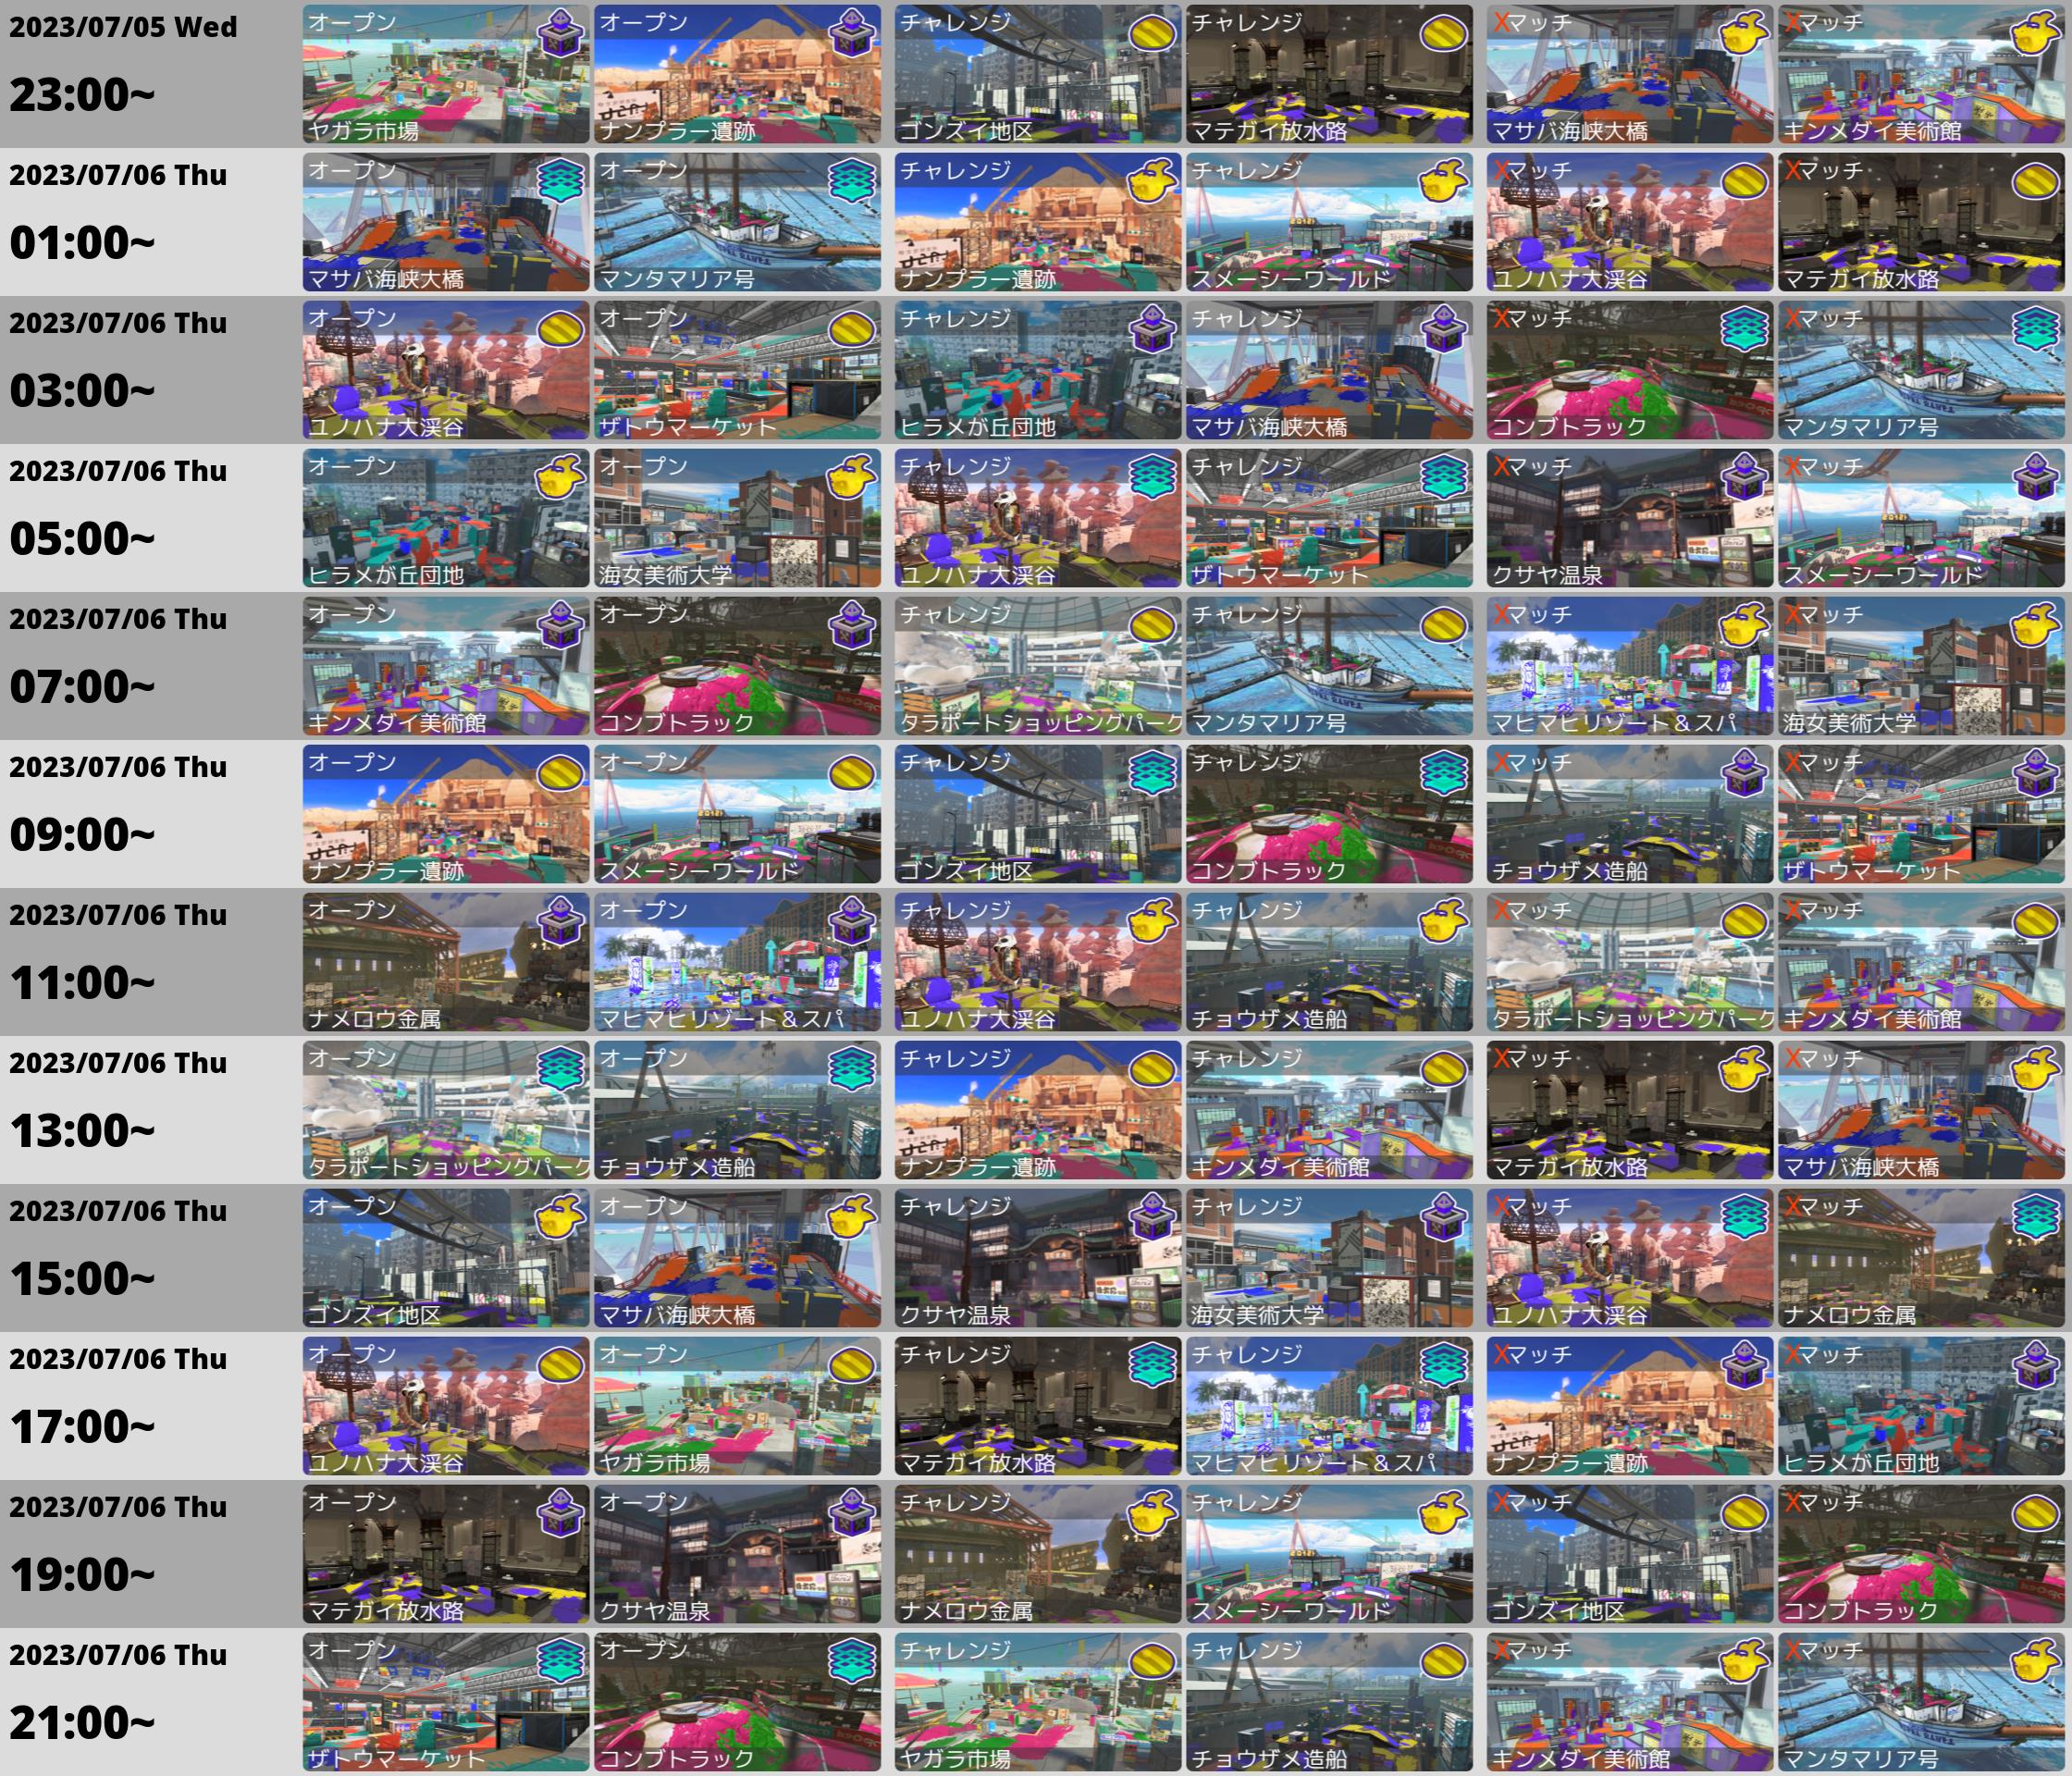 2023/07/05 Wed
23:00~
オープン オープン チャレンジ チャレンジ Xマッチ Xマッチ
ヤガラ市場 ナンプラー遺跡 ゴンズイ地区 マテガイ放水路 マサバ海峡大橋 キンメダイ美術館
2023/07/06 Thu
01:00~
オープン オープン チャレンジ チャレンジ Xマッチ Xマッチ
マサバ海峡大橋 マンタマリア号 ナンプラー遺跡 スメーシーワールド ユノハナ大渓谷 マテガイ放水路
2023/07/06 Thu
03:00~
オープン オープン チャレンジ チャレンジ Xマッチ Xマッチ
ユノハナ大渓谷 ザトウマーケット ヒラメが丘団地 マサバ海峡大橋 コンブトラック マンタマリア号
2023/07/06 Thu
05:00~
オープン オープン チャレンジ チャレンジ Xマッチ Xマッチ
ヒラメが丘団地 海女美術大学 ユノハナ大渓谷 ザトウマーケット クサヤ温泉 スメーシーワールド
2023/07/06 Thu
07:00~
オープン オープン チャレンジ チャレンジ Xマッチ Xマッチ
キンメダイ美術館 コンブトラック タラポートショッピングパーク マンタマリア号 マヒマヒリゾート＆スパ 海女美術大学
2023/07/06 Thu
09:00~
オープン オープン チャレンジ チャレンジ Xマッチ Xマッチ
ナンプラー遺跡 スメーシーワールド ゴンズイ地区 コンブトラック チョウザメ造船 ザトウマーケット
2023/07/06 Thu
11:00~
オープン オープン チャレンジ チャレンジ Xマッチ Xマッチ
ナメロウ金属 マヒマヒリゾート＆スパ ユノハナ大渓谷 チョウザメ造船 タラポートショッピングパーク キンメダイ美術館
2023/07/06 Thu
13:00~
オープン オープン チャレンジ チャレンジ Xマッチ Xマッチ
タラポートショッピングパーク チョウザメ造船 ナンプラー遺跡 キンメダイ美術館 マテガイ放水路 マサバ海峡大橋
2023/07/06 Thu
15:00~
オープン オープン チャレンジ チャレンジ Xマッチ Xマッチ
ゴンズイ地区 マサバ海峡大橋 クサヤ温泉 海女美術大学 ユノハナ大渓谷 ナメロウ金属
2023/07/06 Thu
17:00~
オープン オープン チャレンジ チャレンジ Xマッチ Xマッチ
ユノハナ大渓谷 ヤガラ市場 マテガイ放水路 マヒマヒリゾート＆スパ ナンプラー遺跡 ヒラメが丘団地
2023/07/06 Thu
19:00~
オープン オープン チャレンジ チャレンジ Xマッチ Xマッチ
マテガイ放水路 クサヤ温泉 ナメロウ金属 スメーシーワールド ゴンズイ地区 コンブトラック
2023/07/06 Thu
21:00~
オープン オープン チャレンジ チャレンジ Xマッチ Xマッチ
ザトウマーケット コンブトラック ヤガラ市場 チョウザメ造船 キンメダイ美術館 マンタマリア号